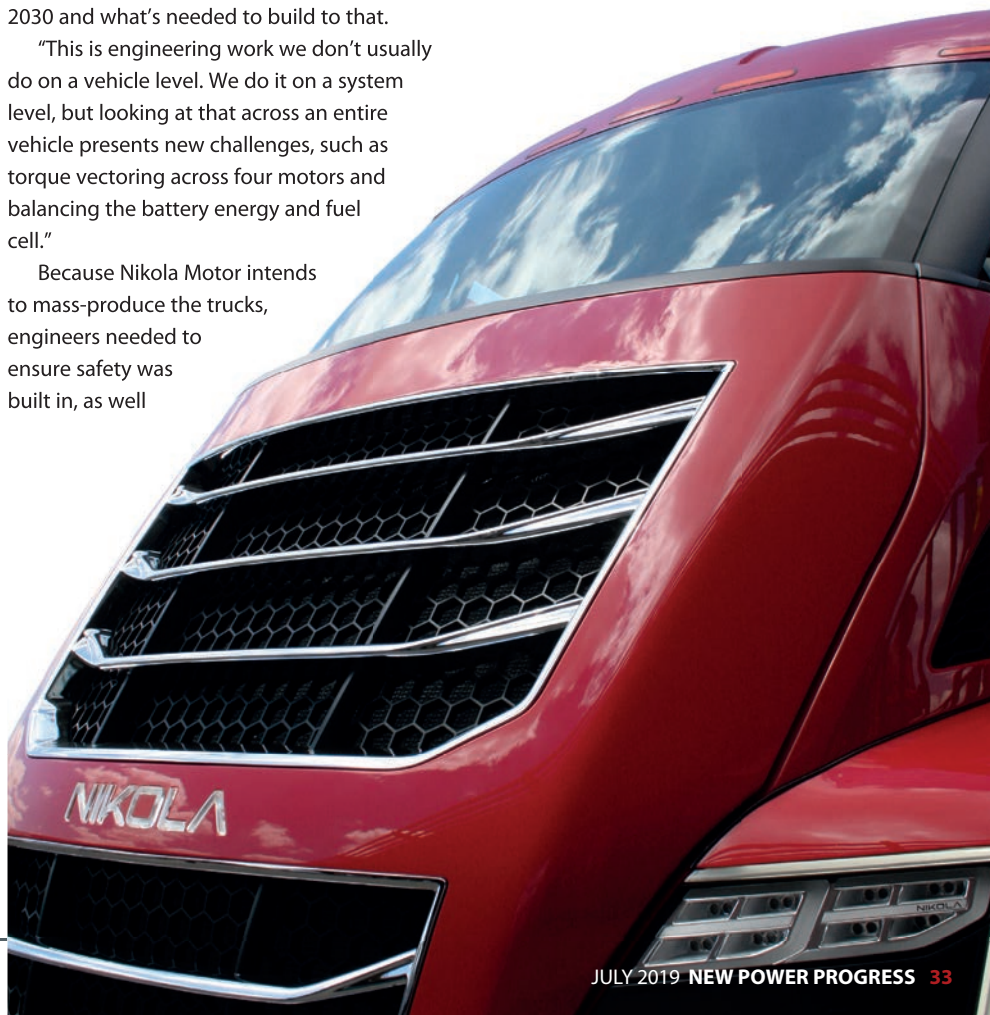 2030 and what’s needed to build to that.
“This is engineering work we don’t usually
do on a vehicle level. We do it on a system
level, but looking at that across an entire
vehicle presents new challenges, such as
torque vectoring across four motors and
balancing the battery energy and fuel
cell.”
Because Nikola Motor intends
to mass-produce the trucks,
engineers needed to
ensure safety was
built in, as well
NIKOLA
NIKOLA
JULY 2019 NEW POWER PROGRESS 33